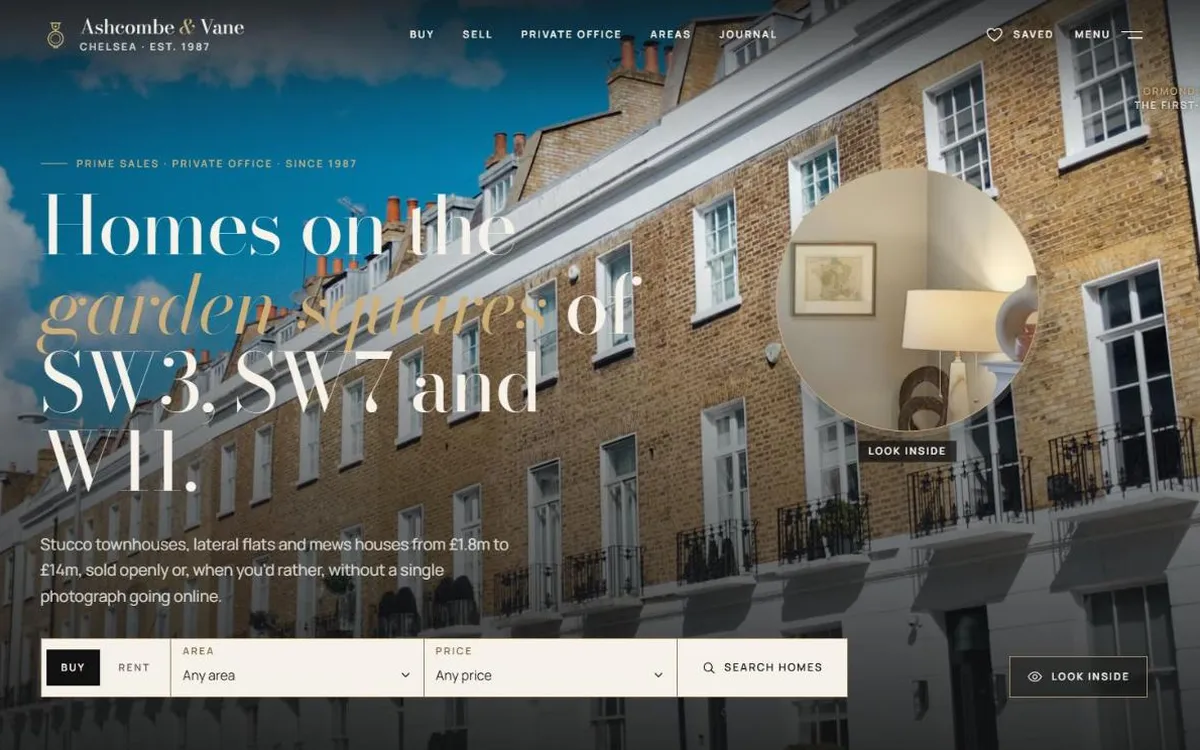 Ashcombe & Vane
CHELSEA · EST. 1987
BUY SELL PRIVATE OFFICE AREAS JOURNAL
SAVED MENU
ORMOND
THE FIRST-
PRIME SALES · PRIVATE OFFICE · SINCE 1987
Homes on the
garden squares of
SW3, SW7 and
W11.
LOOK INSIDE
Stucco townhouses, lateral flats and mews houses from £1.8m to
£14m, sold openly or, when you'd rather, without a single
photograph going online.
BUY RENT
AREA
Any area
PRICE
Any price
SEARCH HOMES
LOOK INSIDE